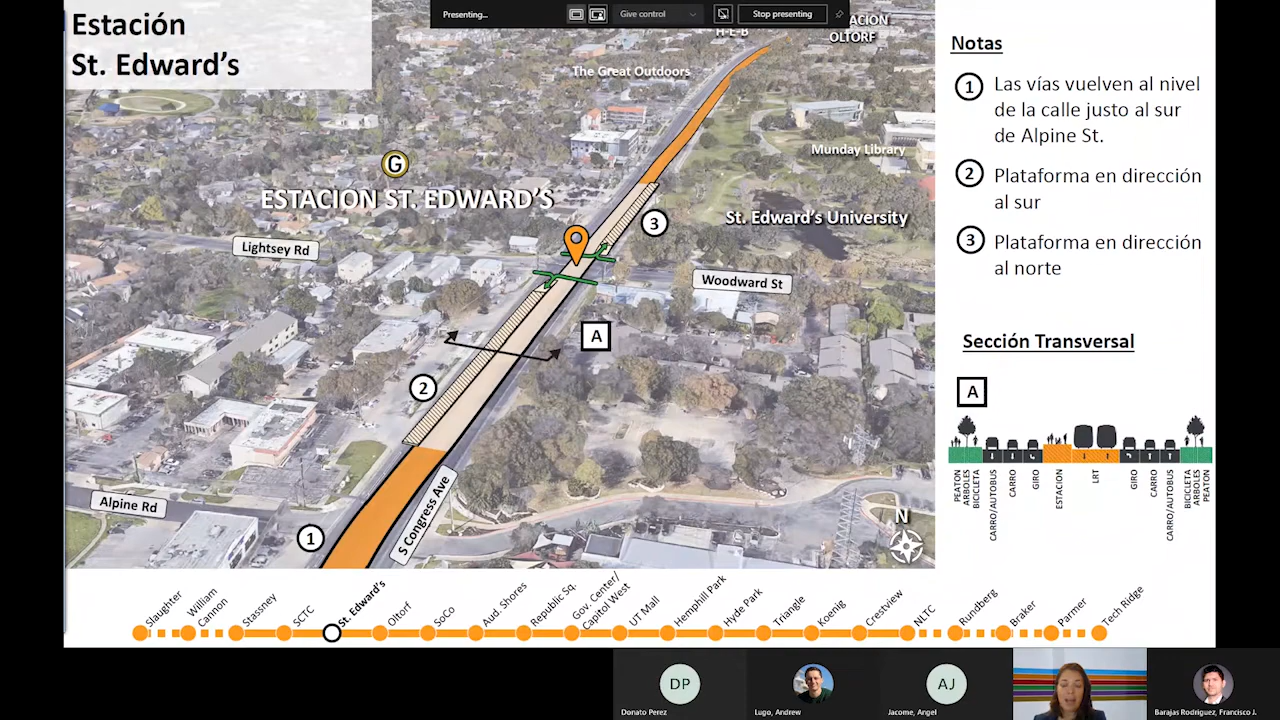 Presenting...
Give control
Stop presenting
Estación
St. Edward's
ACION
OLTORF
H-E-B
The Great Outdoors
Munday Library
G
ESTACIÓN ST. EDWARD'S
St. Edward's University
3
Lightsey Rd
Woodward St
A
2
Alpine Rd
S Congress Ave
1
N
Notas
1 Las vías vuelven al nivel
de la calle justo al sur
de Alpine St.
2 Plataforma en dirección
al sur
3 Plataforma en dirección
al norte
Sección Transversal
A
PEATON
ARBOLES
BICICLETA
CARRO/AUTOBUS
CARRO
GIRO
ESTACION
LRT
GIRO
CARRO
CARRO/AUTOBUS
BICICLETA
ARBOLES
PEATON
Slaughter
William
Cannon
Stassney
SCTC
St. Edward's
Oltorf
SoCo
Aud. Shores
Republic Sq.
Gov. Center/
Capitol West
UT Mall
Hemphill Park
Hyde Park
Triangle
Koenig
Crestview
NLTC
Rundberg
Braker
Parmer
Tech Ridge
DP
Donato Perez
Lugo, Andrew
AJ
Jacome, Angel
Barajas Rodriguez, Francisco J.